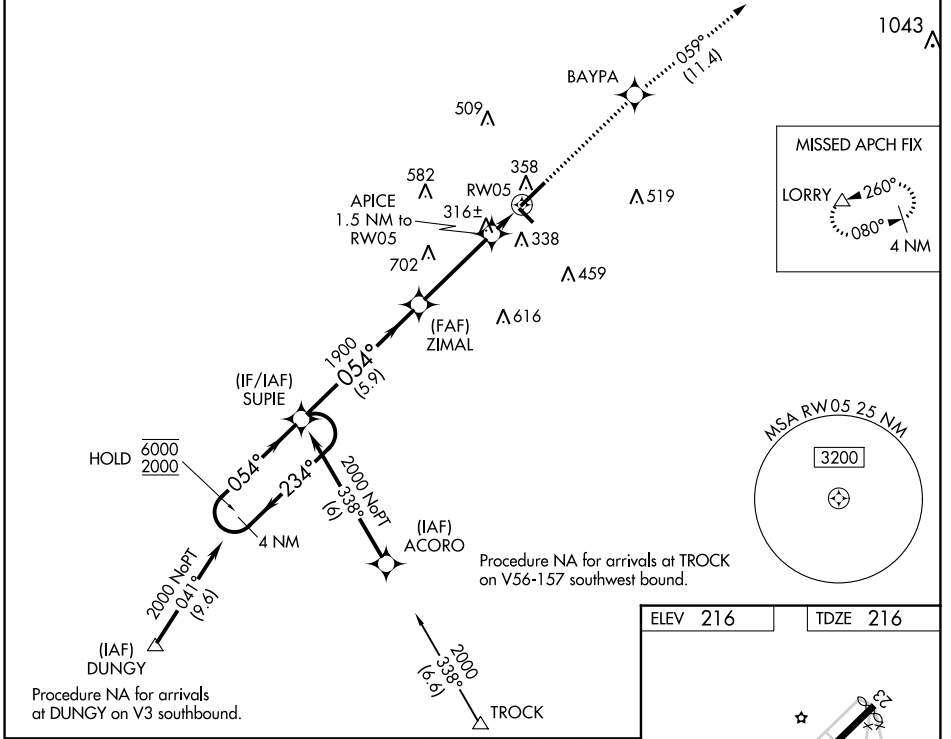 1043
059°
(11.4)
BAYPA
509
MISSED APCH FIX
LORRY
260°
080°
4 NM
358
582
RW05
519
APICE
1.5 NM to
RW05
316±
338
702
459
616
(FAF)
ZIMAL
1900
054°
(5.9)
(IF/IAF)
SUPIE
MSA RW05 25 NM
3200
HOLD
6000
2000
054°
234°
4 NM
2000 NoPT
338°
(6)
(IAF)
ACORO
Procedure NA for arrivals at TROCK
on V56-157 southwest bound.
2000 NoPT
041°
(9.6)
(IAF)
DUNGY
Procedure NA for arrivals
at DUNGY on V3 southbound.
2000
338°
(6.6)
TROCK
ELEV 216
TDZE 216
23